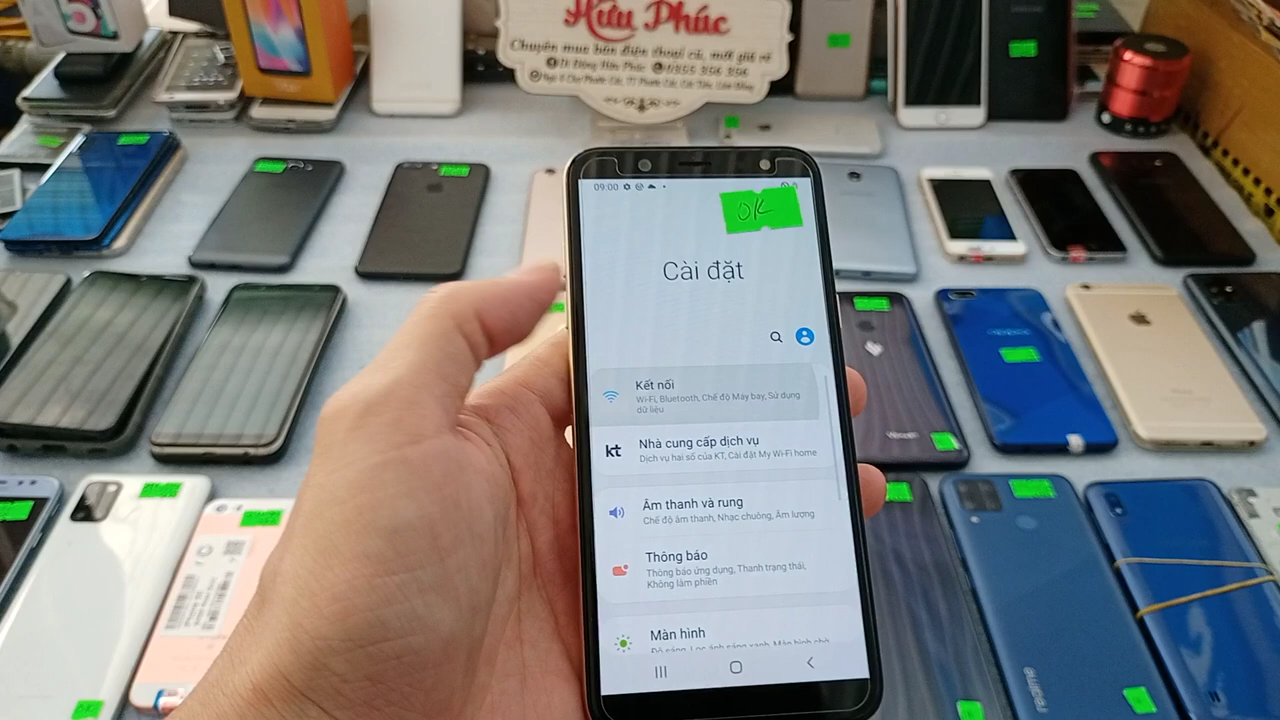 Hữu Phúc
Chuyên mua bán điện thoại cũ, mới giá rẻ
09:00
OK
Cài đặt
Kết nối
Wi-Fi, Bluetooth, Chế độ Máy bay, Sử dụng
dữ liệu
kt
Nhà cung cấp dịch vụ
Dịch vụ hai số của KT, Cài đặt My Wi-Fi home
Âm thanh và rung
Chế độ âm thanh, Nhạc chuông, Âm lượng
Thông báo
Thông báo ứng dụng, Thanh trạng thái,
Không làm phiền
Màn hình
oppo
realme